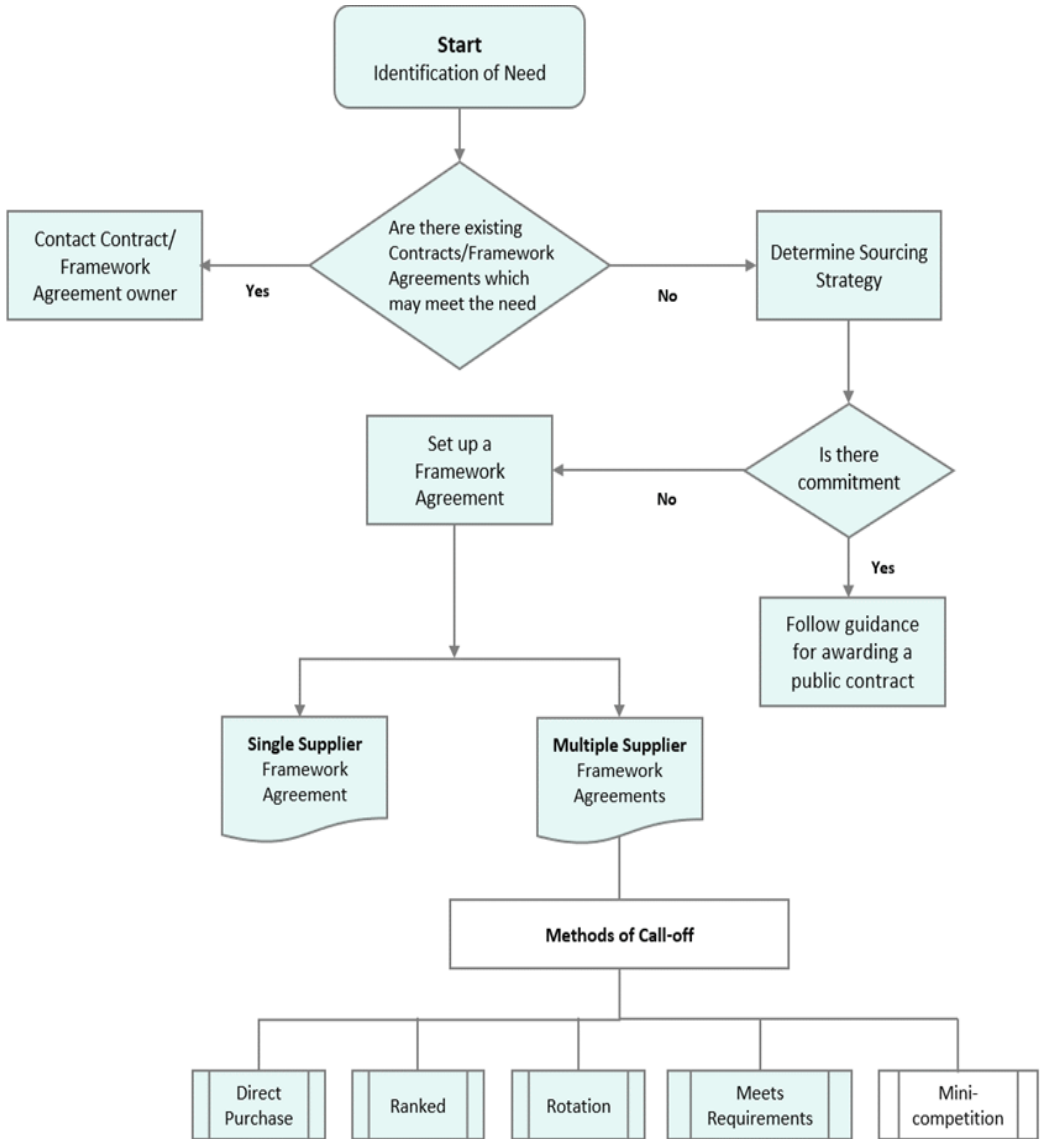 Start
Identification of Need
Are there existing
Contracts/Framework
Agreements which
may meet the need
Contact Contract/
Framework
Agreement owner
Yes
No
Determine Sourcing
Strategy
Is there
commitment
No
Yes
Set up a
Framework
Agreement
Follow guidance
for awarding a
public contract
Single Supplier
Framework
Agreement
Multiple Supplier
Framework
Agreements
Methods of Call-off
Direct
Purchase
Ranked
Rotation
Meets
Requirements
Mini-
competition